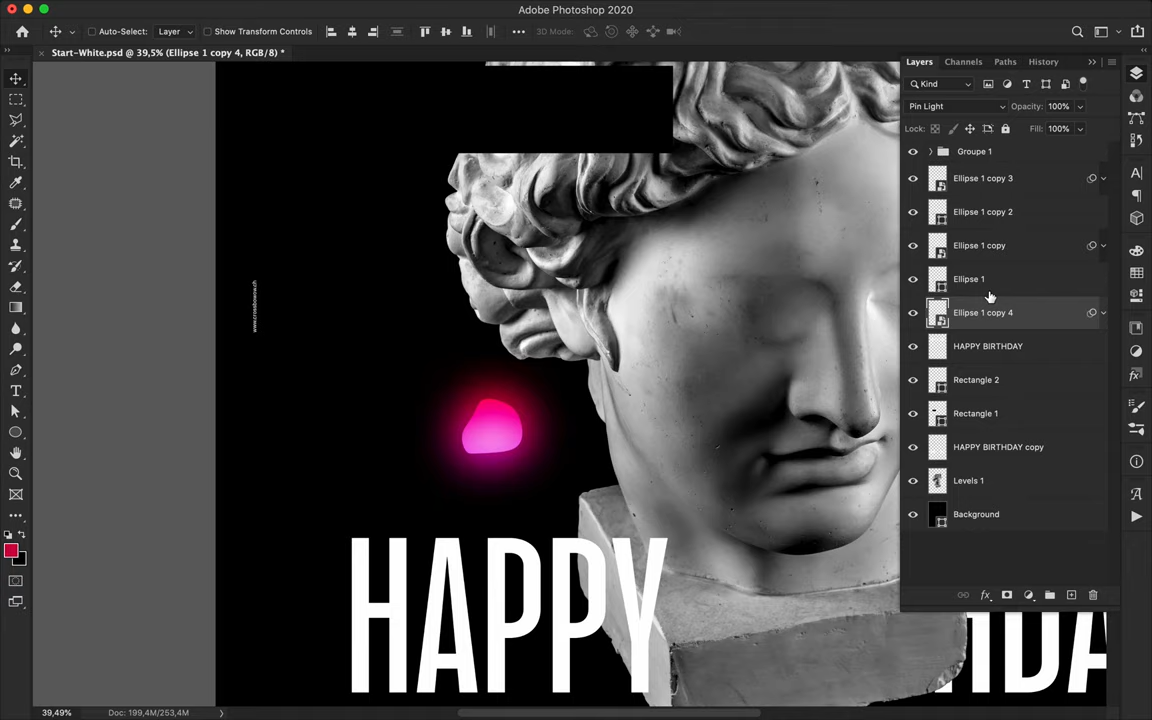 Adobe Photoshop 2020
Auto-Select:
Layer
Show Transform Controls
3D Mode:
Start-White.psd @ 39,5% (Ellipse 1 copy 4, RGB/8) *
Layers
Channels
Paths
History
Kind
Pin Light
Opacity:
100%
Lock:
Fill:
100%
Groupe 1
Ellipse 1 copy 3
Ellipse 1 copy 2
Ellipse 1 copy
Ellipse 1
Ellipse 1 copy 4
HAPPY BIRTHDAY
Rectangle 2
Rectangle 1
HAPPY BIRTHDAY copy
Levels 1
Background
www.crossbowow.ch
HAPPY
39,49%
Doc: 199,4M/253,4M